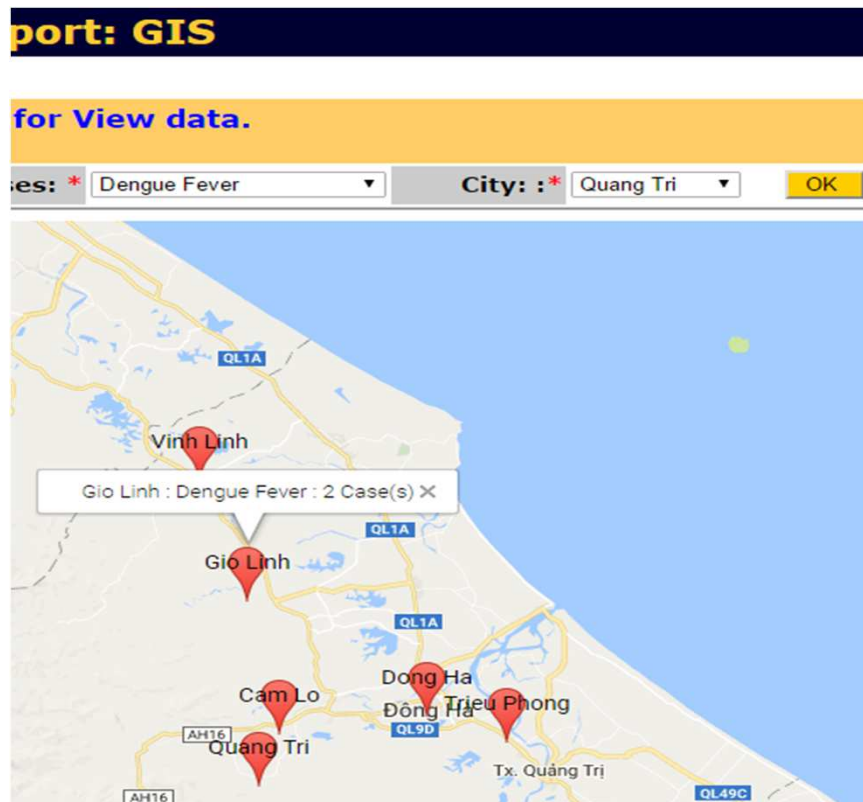 port: GIS
for View data.
ses: * Dengue Fever City: :* Quang Tri OK
QL1A
Vinh Linh
Gio Linh : Dengue Fever : 2 Case(s)
QL1A
Gio Linh
QL1A
Dong Ha
Cam Lo
Trieu Phong
Đông Hà
QL9D
AH16
Quang Tri
Tx. Quảng Trị
AH16
QL49C